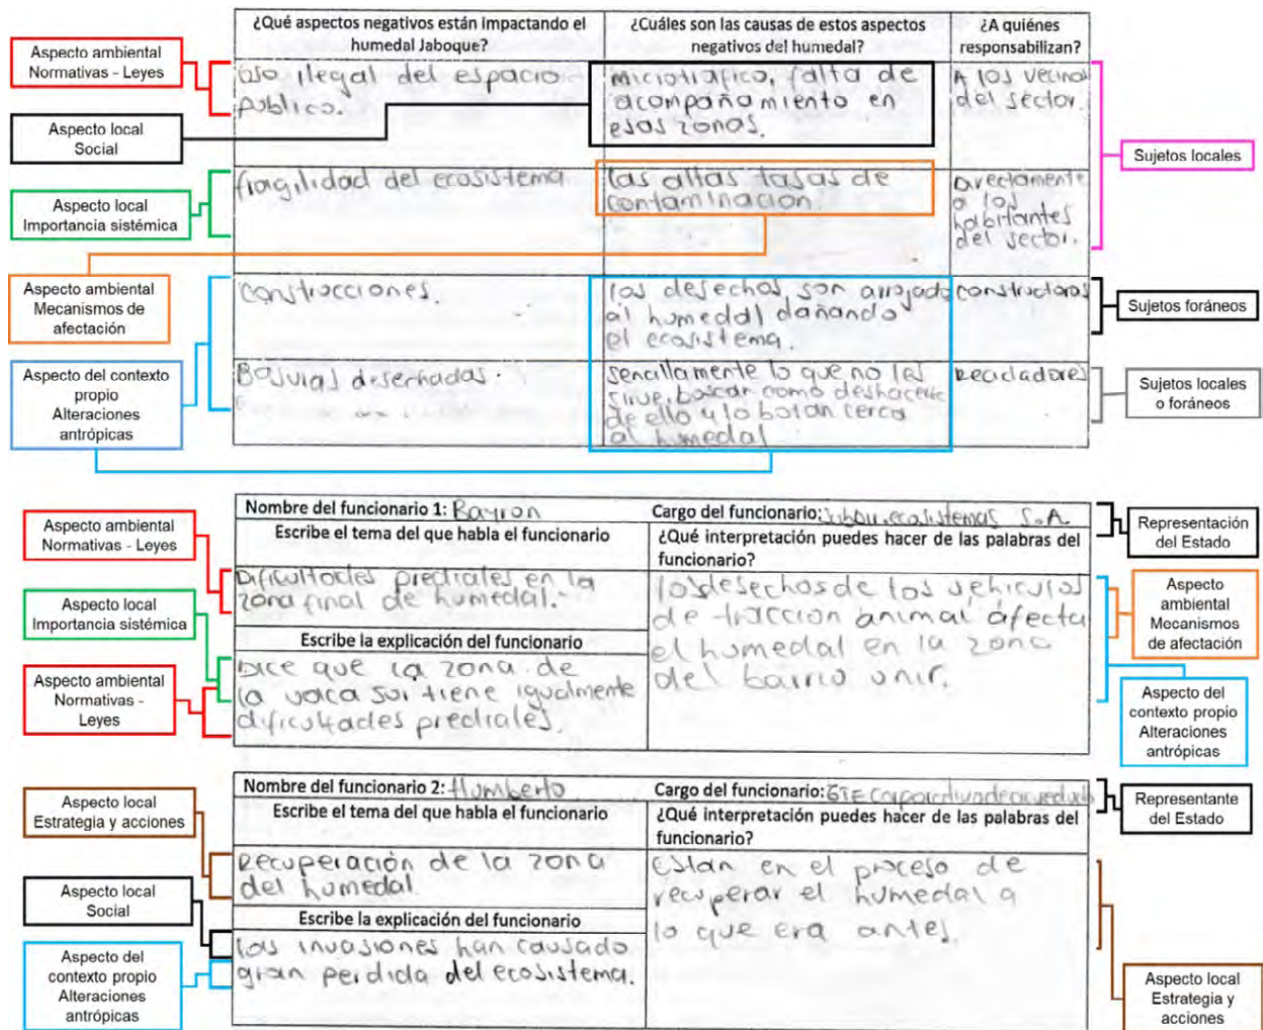 ¿Qué aspectos negativos están impactando el
humedal Jaboque?
¿Cuáles son las causas de estos aspectos
negativos del humedal?
¿A quiénes
responsabilizan?
Aspecto ambiental
Normativas - Leyes
Uso ilegal del espacio
público.
microtráfico, falta de
acompañamiento en
esas zonas.
A los vecinos
del sector.
Aspecto local
Social
Sujetos locales
Aspecto local
Importancia sistémica
fragilidad del ecosistema
las altas tasas de
contaminación.
Directamente
a los
habitantes
del sector.
Aspecto ambiental
Mecanismos de
afectación
Construcciones.
los desechos son arrojado
al humedal dañando
el ecosistema.
constructoras
Sujetos foráneos
Aspecto del contexto
propio
Alteraciones
antrópicas
Basuras desechadas.
sencillamente lo que no les
sirve, buscan como deshacerse
de ello y lo botan cerca
al humedal
Recicladores
Sujetos locales
o foráneos
Nombre del funcionario 1: Bayron
Cargo del funcionario: Subdir. ecosistemas S.A
Representación
del Estado
Aspecto ambiental
Normativas - Leyes
Escribe el tema del que habla el funcionario
¿Qué interpretación puedes hacer de las palabras del
funcionario?
Dificultades prediales en la
zona final de humedal.
los desechos de los vehiculos
de traccion animal afecta
el humedal en la zona
del barrio unir.
Aspecto
ambiental
Mecanismos
de afectación
Aspecto local
Importancia sistémica
Escribe la explicación del funcionario
Dice que la zona de
la vaca sur tiene igualmente
dificultades prediales.
Aspecto ambiental
Normativas -
Leyes
Aspecto del
contexto propio
Alteraciones
antrópicas
Nombre del funcionario 2: Humberto
Cargo del funcionario: corporativo de acueducto
Representante
del Estado
Aspecto local
Estrategia y acciones
Escribe el tema del que habla el funcionario
¿Qué interpretación puedes hacer de las palabras del
funcionario?
Recuperación de la zona
del humedal.
Estan en el proceso de
recuperar el humedal a
lo que era antes.
Aspecto local
Social
Escribe la explicación del funcionario
Las invasiones han causado
gran perdida del ecosistema.
Aspecto del
contexto propio
Alteraciones
antrópicas
Aspecto local
Estrategia y
acciones